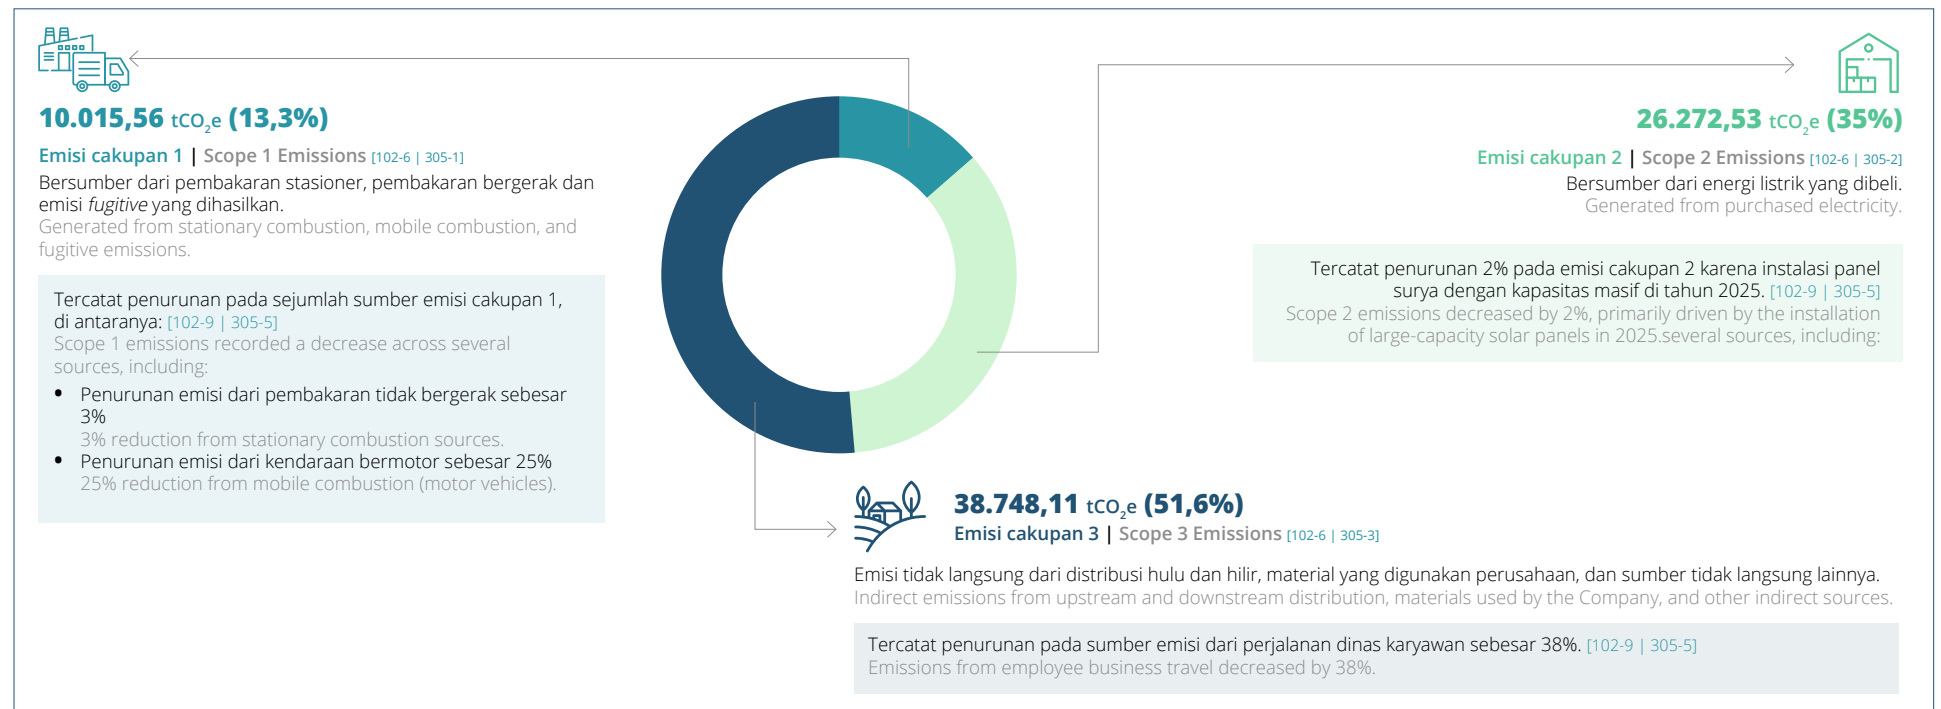 10.015,56 tCO2e (13,3%)
Emisi cakupan 1 | Scope 1 Emissions [102-6 | 305-1]
Bersumber dari pembakaran stasioner, pembakaran bergerak dan
emisi fugitive yang dihasilkan.
Generated from stationary combustion, mobile combustion, and
fugitive emissions.
Tercatat penurunan pada sejumlah sumber emisi cakupan 1,
di antaranya: [102-9 | 305-5]
Scope 1 emissions recorded a decrease across several
sources, including:
• Penurunan emisi dari pembakaran tidak bergerak sebesar
3%
3% reduction from stationary combustion sources.
• Penurunan emisi dari kendaraan bermotor sebesar 25%
25% reduction from mobile combustion (motor vehicles).
26.272,53 tCO2e (35%)
Emisi cakupan 2 | Scope 2 Emissions [102-6 | 305-2]
Bersumber dari energi listrik yang dibeli.
Generated from purchased electricity.
Tercatat penurunan 2% pada emisi cakupan 2 karena instalasi panel
surya dengan kapasitas masif di tahun 2025. [102-9 | 305-5]
Scope 2 emissions decreased by 2%, primarily driven by the installation
of large-capacity solar panels in 2025.several sources, including:
38.748,11 tCO2e (51,6%)
Emisi cakupan 3 | Scope 3 Emissions [102-6 | 305-3]
Emisi tidak langsung dari distribusi hulu dan hilir, material yang digunakan perusahaan, dan sumber tidak langsung lainnya.
Indirect emissions from upstream and downstream distribution, materials used by the Company, and other indirect sources.
Tercatat penurunan pada sumber emisi dari perjalanan dinas karyawan sebesar 38%. [102-9 | 305-5]
Emissions from employee business travel decreased by 38%.